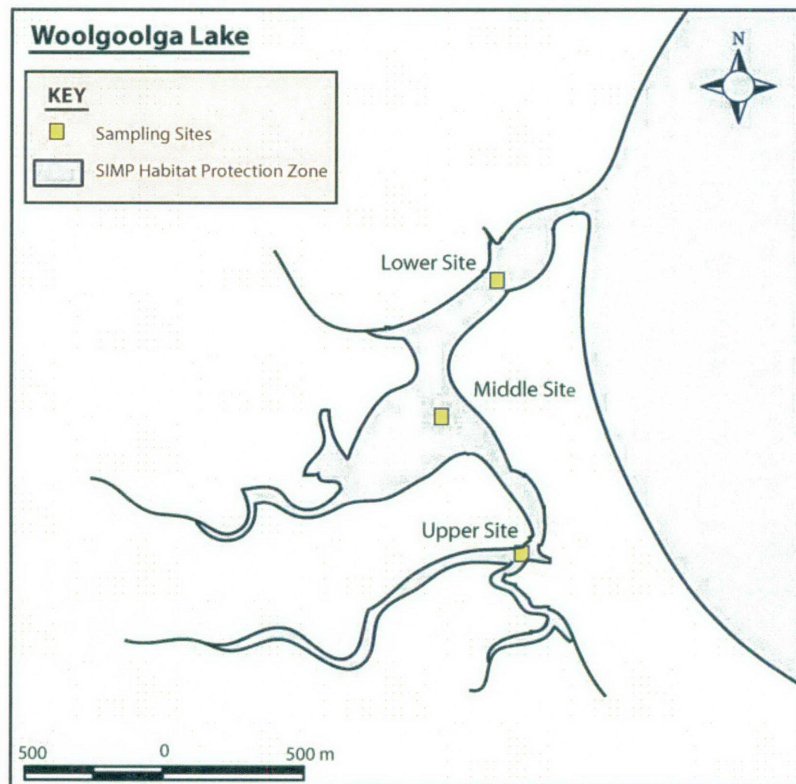 Woolgoolga Lake
N
KEY
Sampling Sites
SIMP Habitat Protection Zone
Lower Site
Middle Site
Upper Site
500 0 500 m